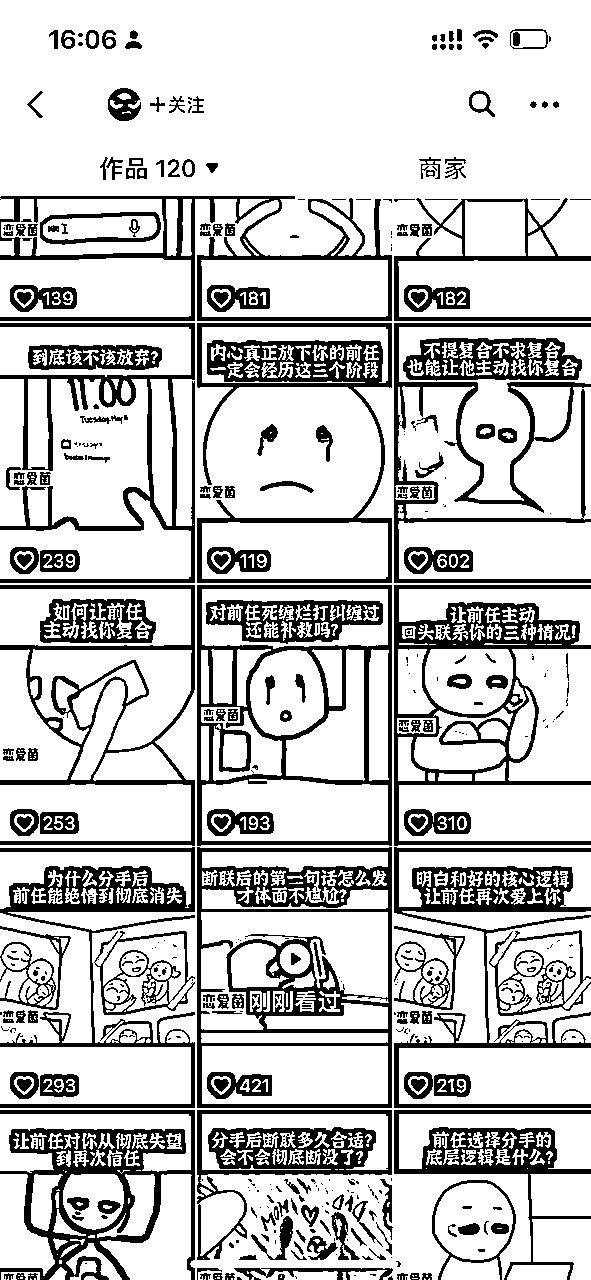 16:06
+关注
作品 120 ▼
商家
恋爱菌
恋爱菌
恋爱菌
139
181
182
到底该不该放弃?
内心真正放下你的前任
一定会经历这三个阶段
不提复合不求复合
也能让他主动找你复合
11:00
恋爱菌
恋爱菌
恋爱菌
239
119
602
如何让前任
主动找你复合
对前任死缠烂打纠缠过
还能补救吗?
让前任主动
回头联系你的三种情况!
恋爱菌
恋爱菌
恋爱菌
253
193
310
为什么分手后
前任能绝情到彻底消失
断联后的第一句话怎么发
才体面不尴尬?
明白和好的核心逻辑
让前任再次爱上你
恋爱菌
恋爱菌
刚刚看过
恋爱菌
293
421
219
让前任对你从彻底失望
到再次信任
分手后断联多久合适?
会不会彻底断没了?
前任选择分手的
底层逻辑是什么?
MOM
DAD